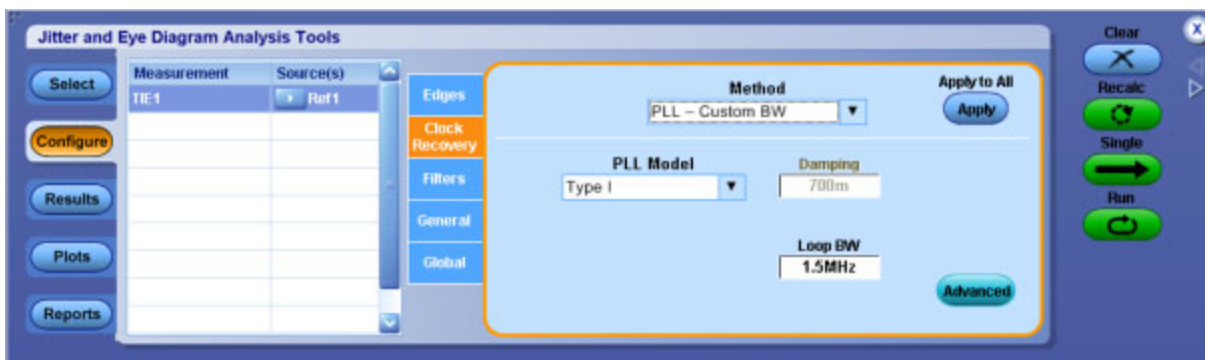 Jitter and Eye Diagram Analysis Tools
Select
Configure
Results
Plots
Reports
Measurement Source(s)
TIE1 Ref1
Edges
Clock
Recovery
Filters
General
Global
Method
PLL – Custom BW
Apply to All
Apply
PLL Model
Type I
Damping
700m
Loop BW
1.5MHz
Advanced
Clear
X
Recalc
Single
Run